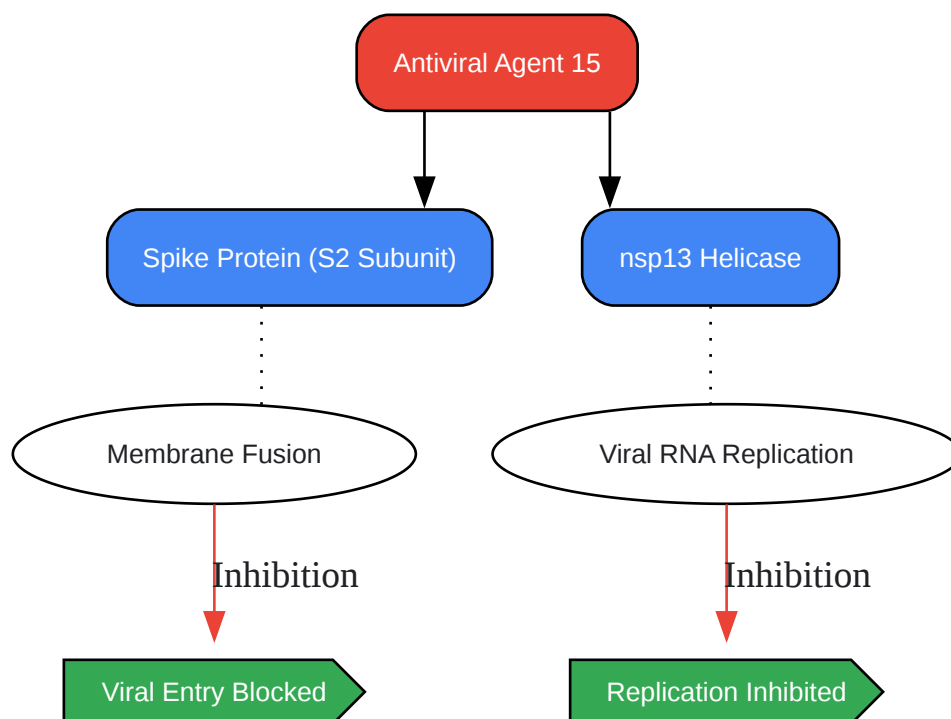 Antiviral Agent 15
Spike Protein (S2 Subunit)
nsp13 Helicase
Membrane Fusion
Viral RNA Replication
Inhibition
Inhibition
Viral Entry Blocked
Replication Inhibited